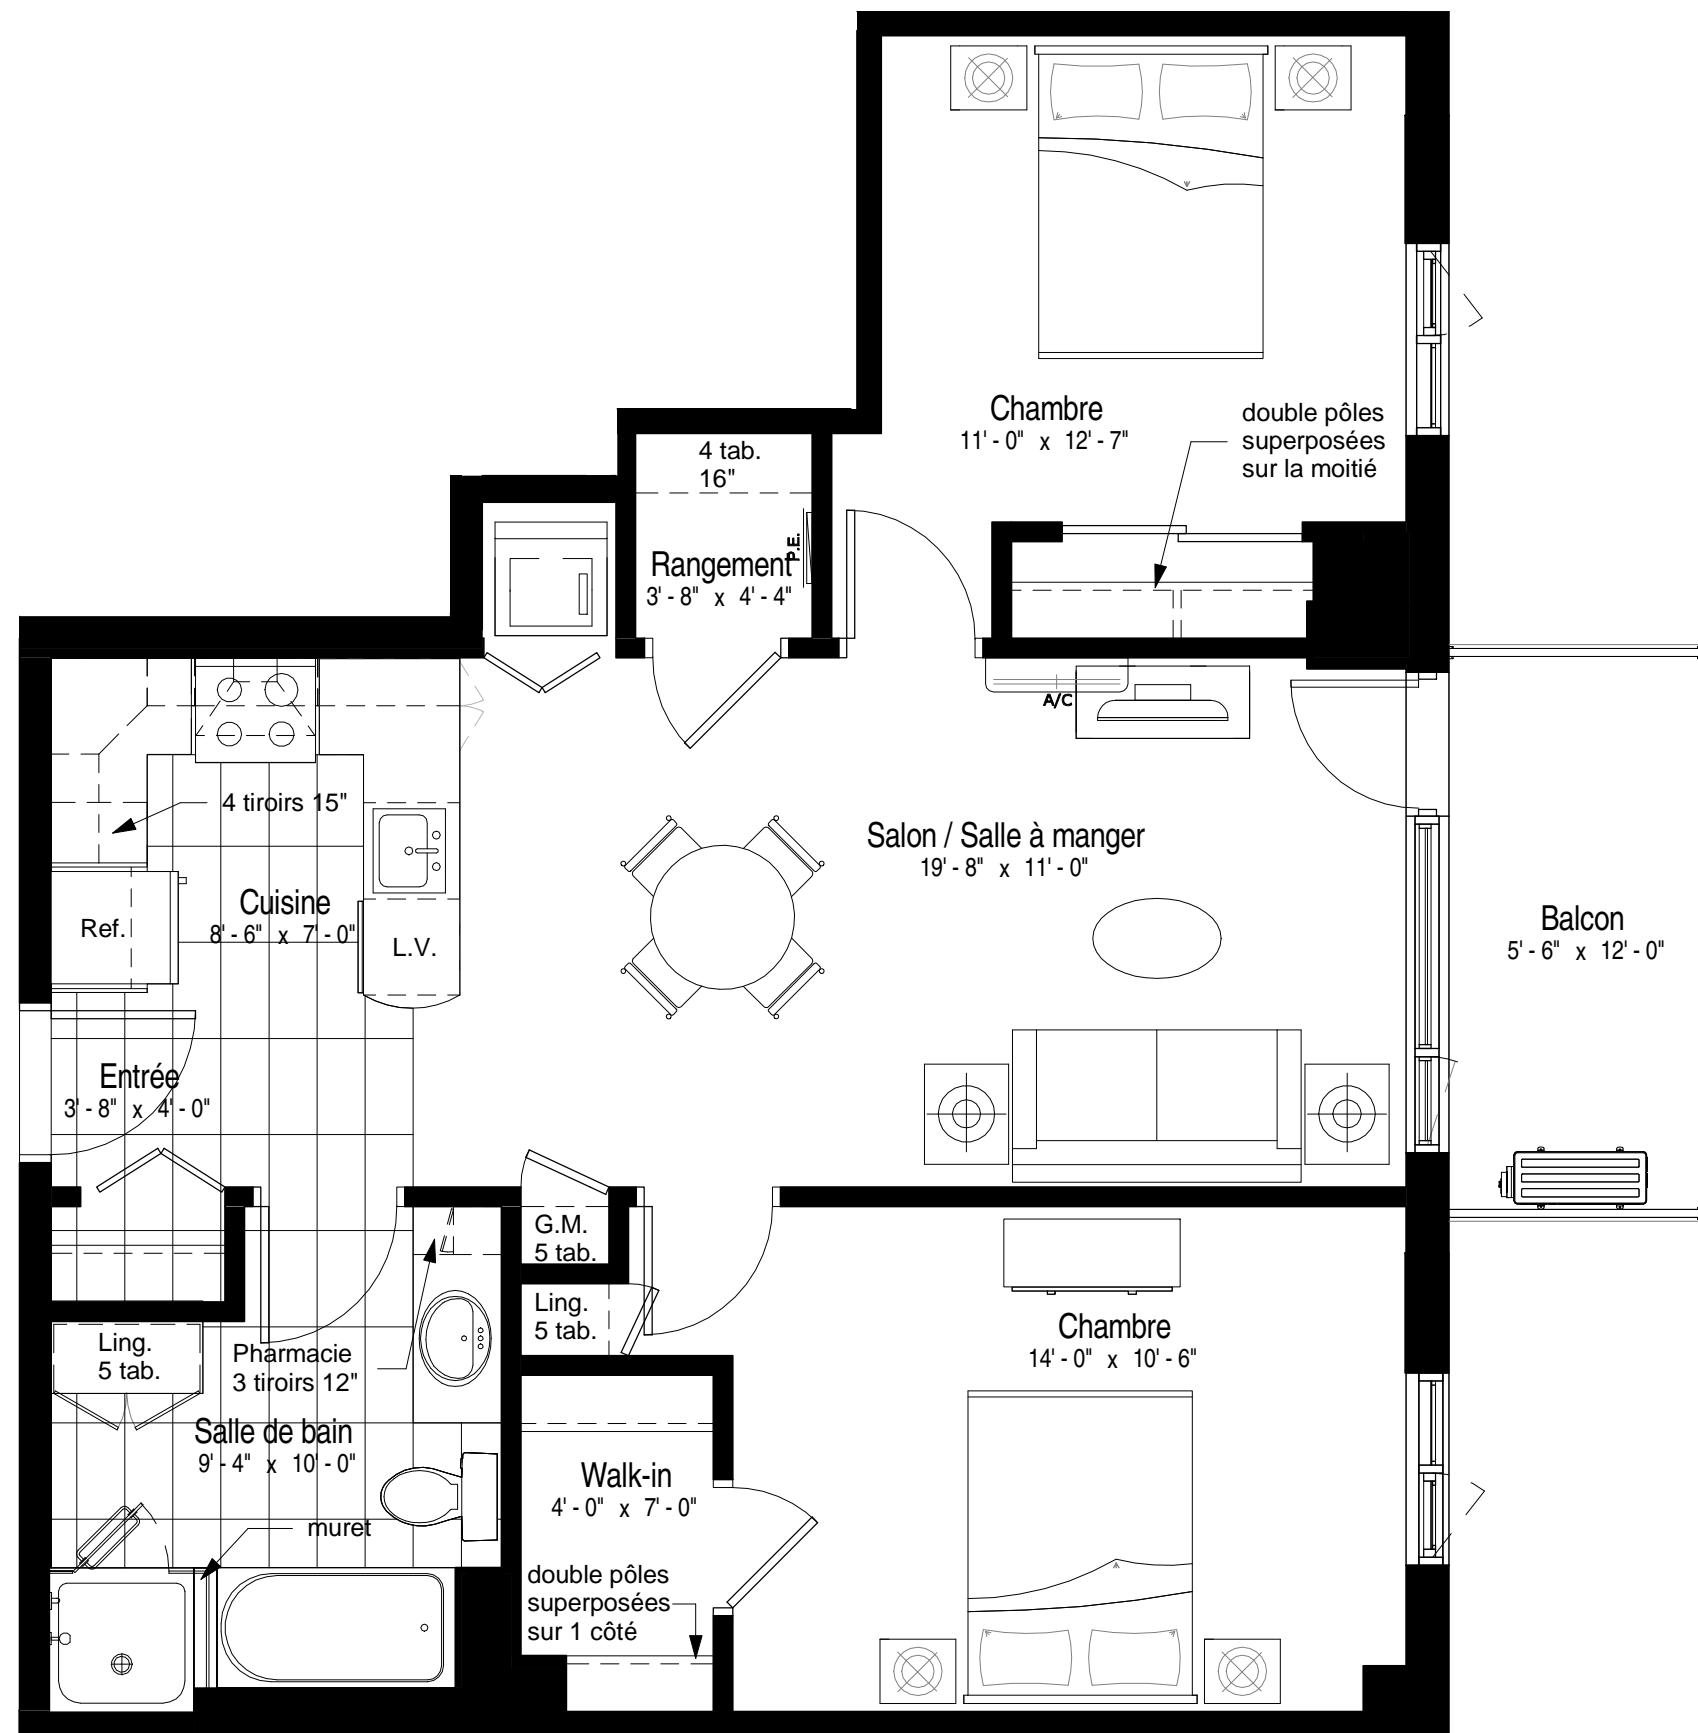 Chambre
11' - 0" x 12' - 7"
double pôles
superposées
sur la moitié
4 tab.
16"
P.E.
Rangement
3' - 8" x 4' - 4"
A/C
4 tiroirs 15"
Salon / Salle à manger
19' - 8" x 11' - 0"
Cuisine
8' - 6" x 7' - 0"
Ref.
L.V.
Balcon
5' - 6" x 12' - 0"
Entrée
3' - 8" x 4' - 0"
G.M.
5 tab.
Ling.
5 tab.
Ling.
5 tab.
Pharmacie
3 tiroirs 12"
Chambre
14' - 0" x 10' - 6"
Salle de bain
9' - 4" x 10' - 0"
Walk-in
4' - 0" x 7' - 0"
muret
double pôles
superposées
sur 1 côté